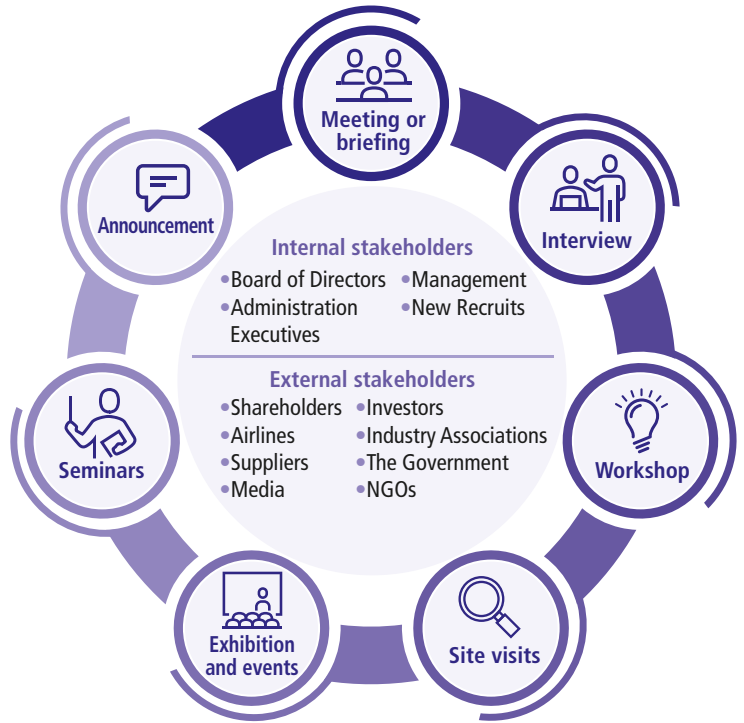 Meeting or
briefing
Interview
Workshop
Site visits
Exhibition
and events
Seminars
Announcement
Internal stakeholders
•Board of Directors
•Administration
Executives
•Management
•New Recruits
External stakeholders
•Shareholders
•Airlines
•Suppliers
•Media
•Investors
•Industry Associations
•The Government
•NGOs